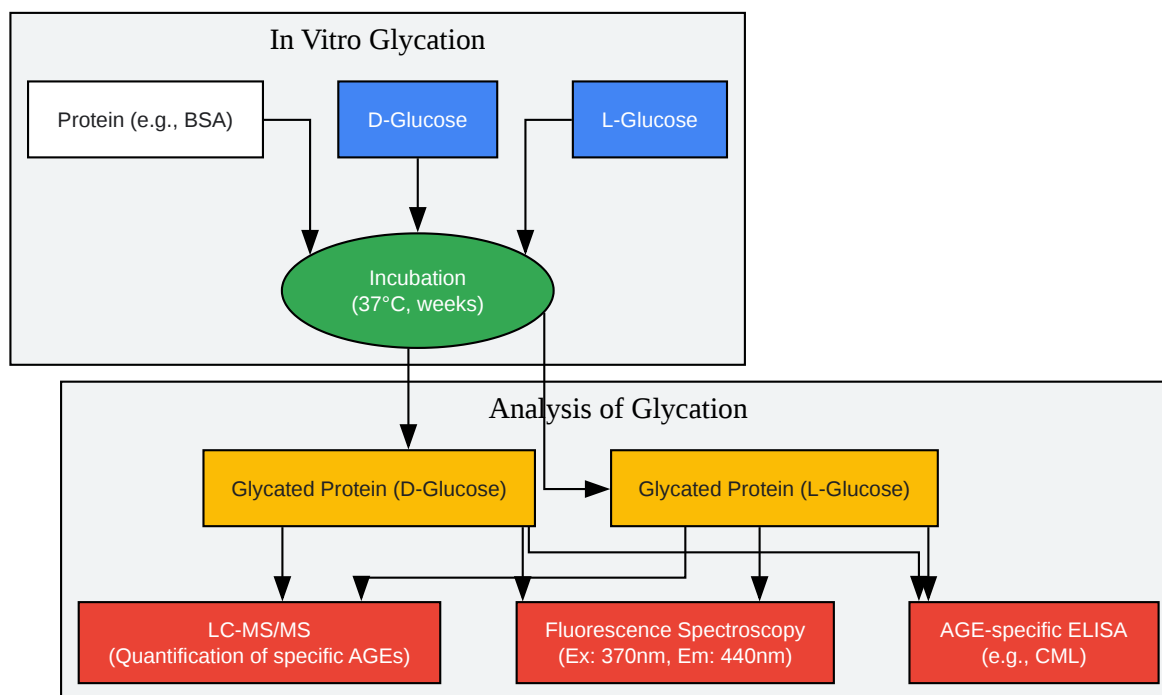 In Vitro Glycation
Protein (e.g., BSA)
D-Glucose
L-Glucose
Incubation
(37°C, weeks)
Analysis of Glycation
Glycated Protein (D-Glucose)
Glycated Protein (L-Glucose)
LC-MS/MS
(Quantification of specific AGEs)
Fluorescence Spectroscopy
(Ex: 370nm, Em: 440nm)
AGE-specific ELISA
(e.g., CML)